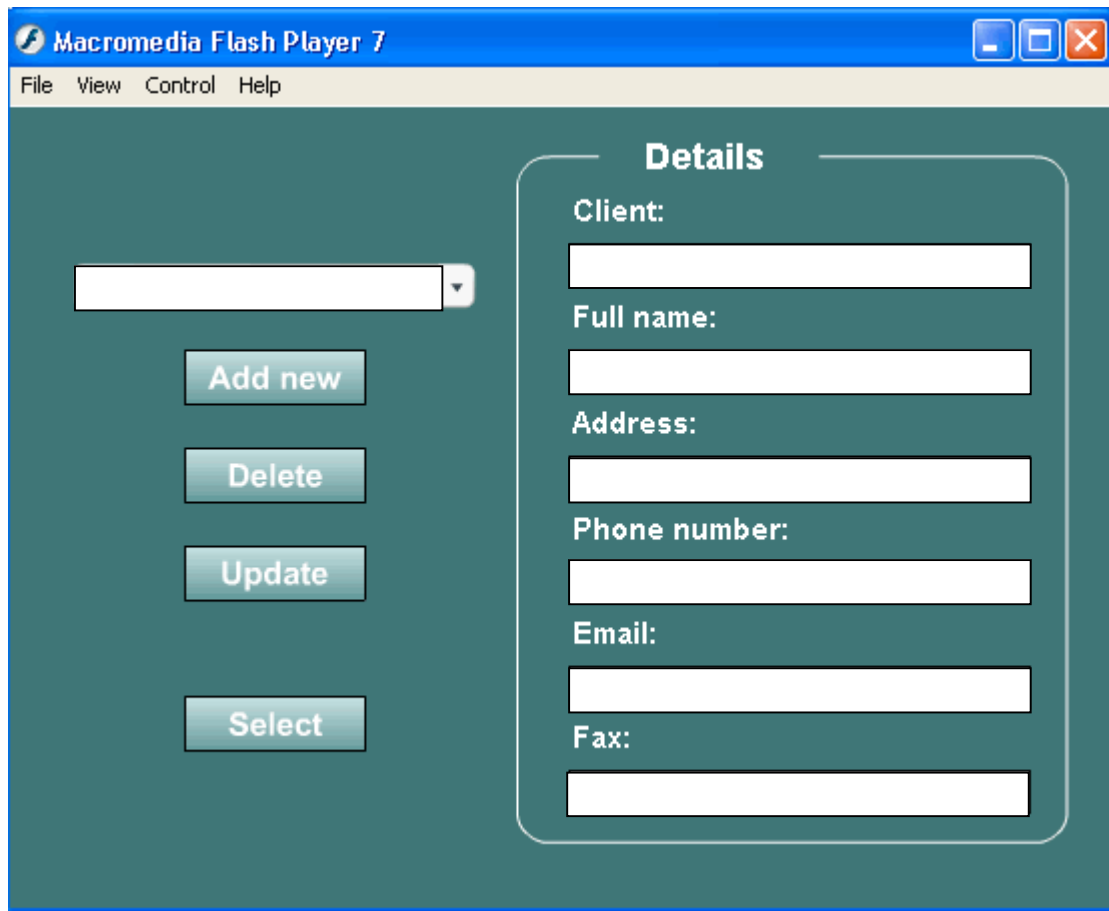 Macromedia Flash Player 7
File View Control Help
Add new
Delete
Update
Select
Details
Client:
Full name:
Address:
Phone number:
Email:
Fax: